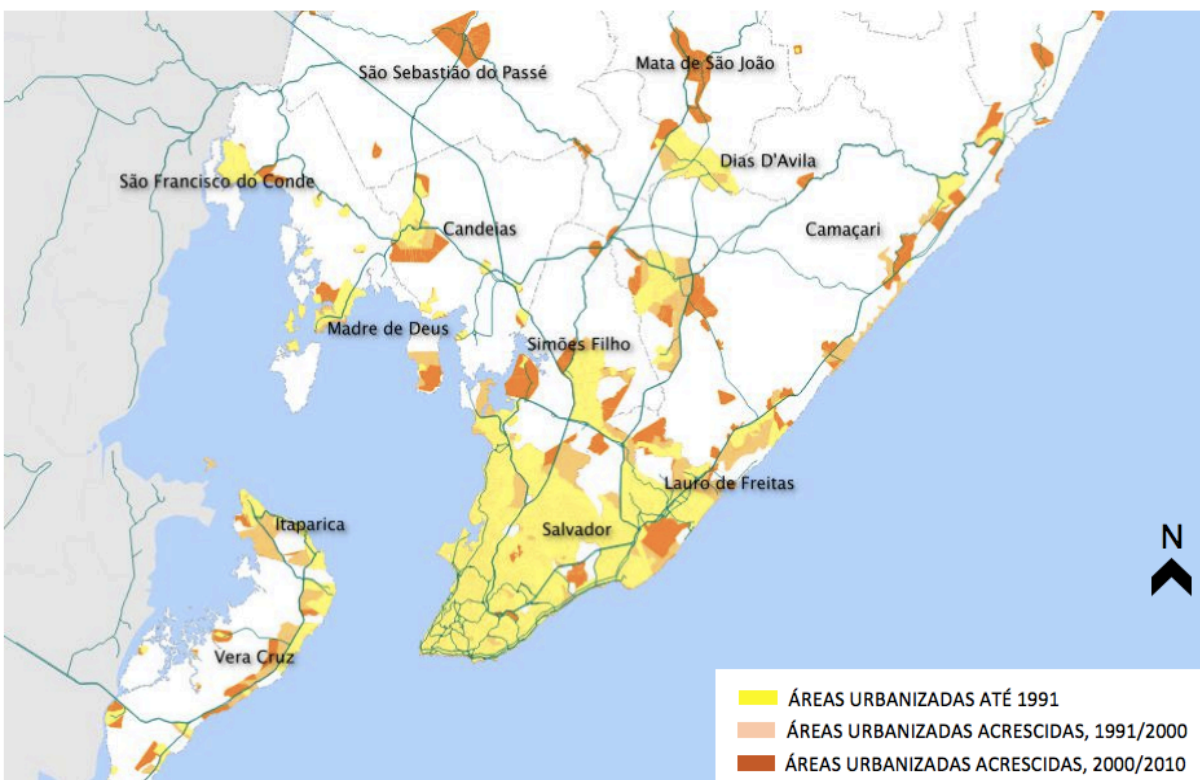 São Sebastião do Passé
Mata de São João
Dias D'Avila
São Francisco do Conde
Candeias
Camaçari
Madre de Deus
Simões Filho
Lauro de Freitas
Itaparica
Salvador
N
Vera Cruz
ÁREAS URBANIZADAS ATÉ 1991
ÁREAS URBANIZADAS ACRESCIDAS, 1991/2000
ÁREAS URBANIZADAS ACRESCIDAS, 2000/2010